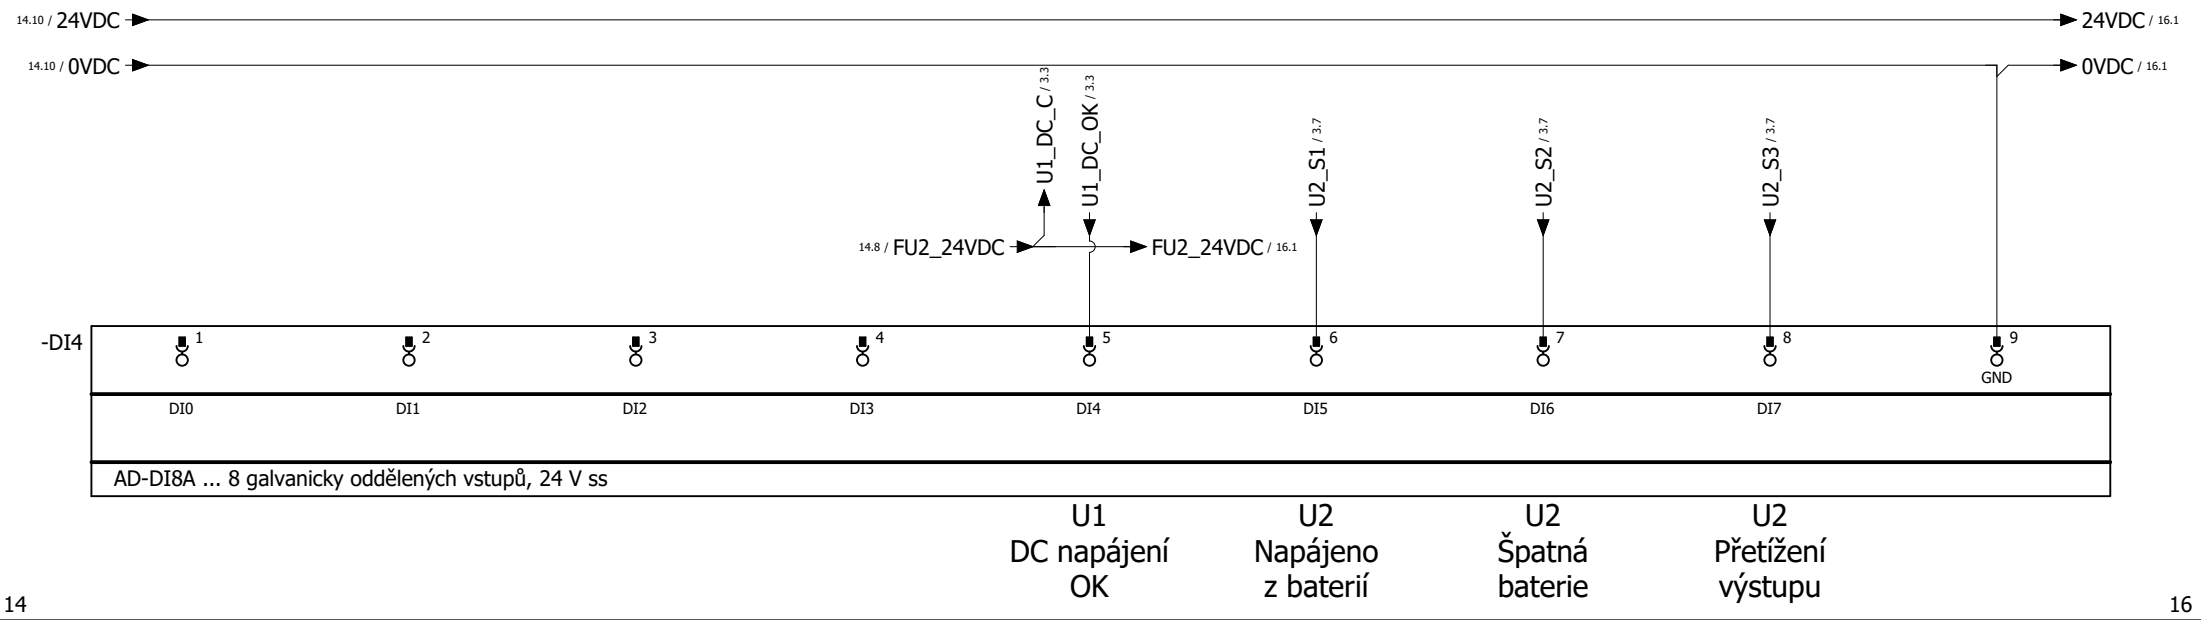 14.10 / 24VDC
24VDC / 16.1
14.10 / 0VDC
0VDC / 16.1
U1_DC_C / 3.3
U1_DC_OK / 3.3
U2_S1 / 3.7
U2_S2 / 3.7
U2_S3 / 3.7
14.8 / FU2_24VDC
FU2_24VDC / 16.1
-DI4
1
2
3
4
5
6
7
8
9
GND
DI0
DI1
DI2
DI3
DI4
DI5
DI6
DI7
AD-DI8A ... 8 galvanicky oddělených vstupů, 24 V ss
U1
DC napájení
OK
U2
Napájeno
z baterií
U2
Špatná
baterie
U2
Přetížení
výstupu
14
16